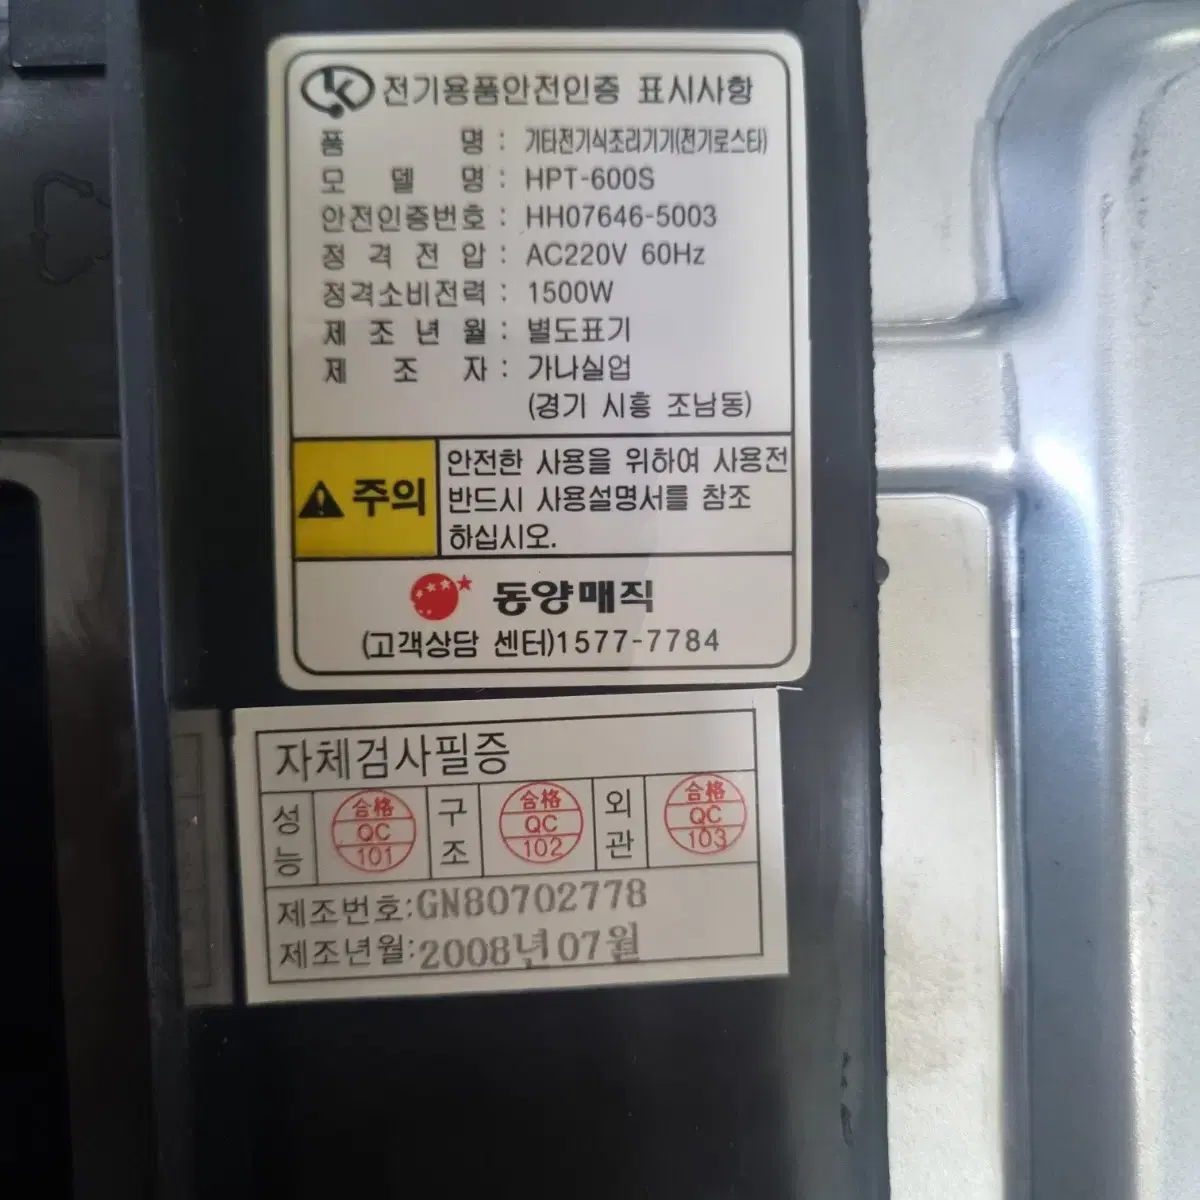 전기용품안전인증 표시사항
품 명 : 기타전기식조리기기(전기로스타)
모 델 명 : HPT-600S
안전인증번호 : HH07646-5003
정 격 전 압 : AC220V 60Hz
정격소비전력 : 1500W
제 조 년 월 : 별도표기
제 조 자 : 가나실업
(경기 시흥 조남동)
주의
안전한 사용을 위하여 사용전
반드시 사용설명서를 참조
하십시오.
동양매직
(고객상담 센터)1577-7784
자체검사필증
성능 合格 QC 101 구조 合格 QC 102 외관 合格 QC 103
제조번호:GN80702778
제조년월:2008년07월